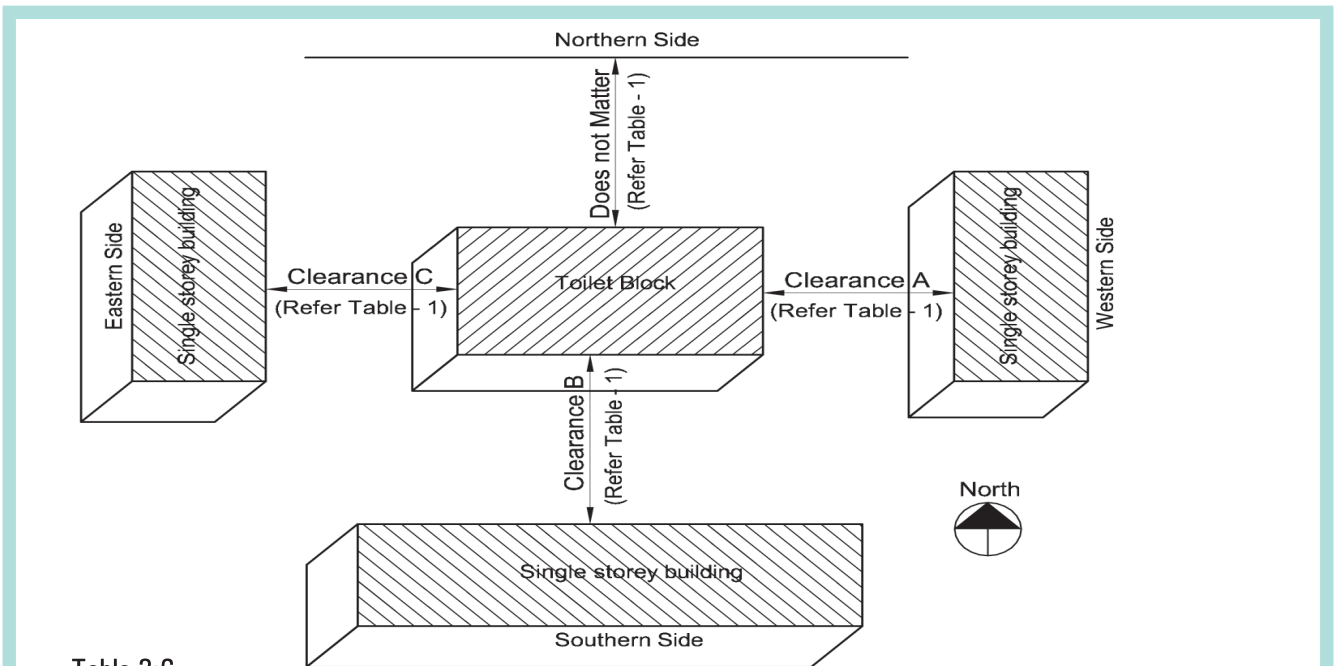 Northern Side
Does not Matter
(Refer Table - 1)
Eastern Side
Single storey building
Clearance C
(Refer Table - 1)
Toilet Block
Clearance A
(Refer Table - 1)
Single storey building
Western Side
Clearance B
(Refer Table - 1)
North
Single storey building
Southern Side